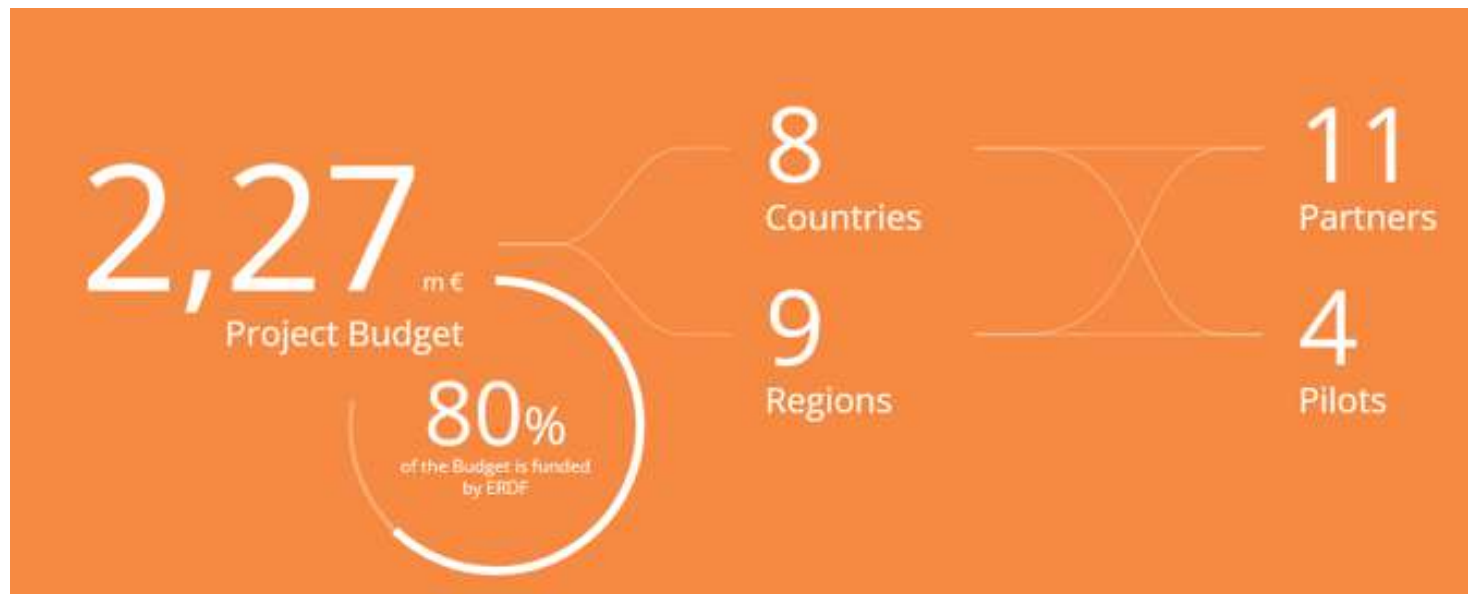 2,27 m €
Project Budget
80%
of the Budget is funded
by ERDF
8
Countries
9
Regions
11
Partners
4
Pilots